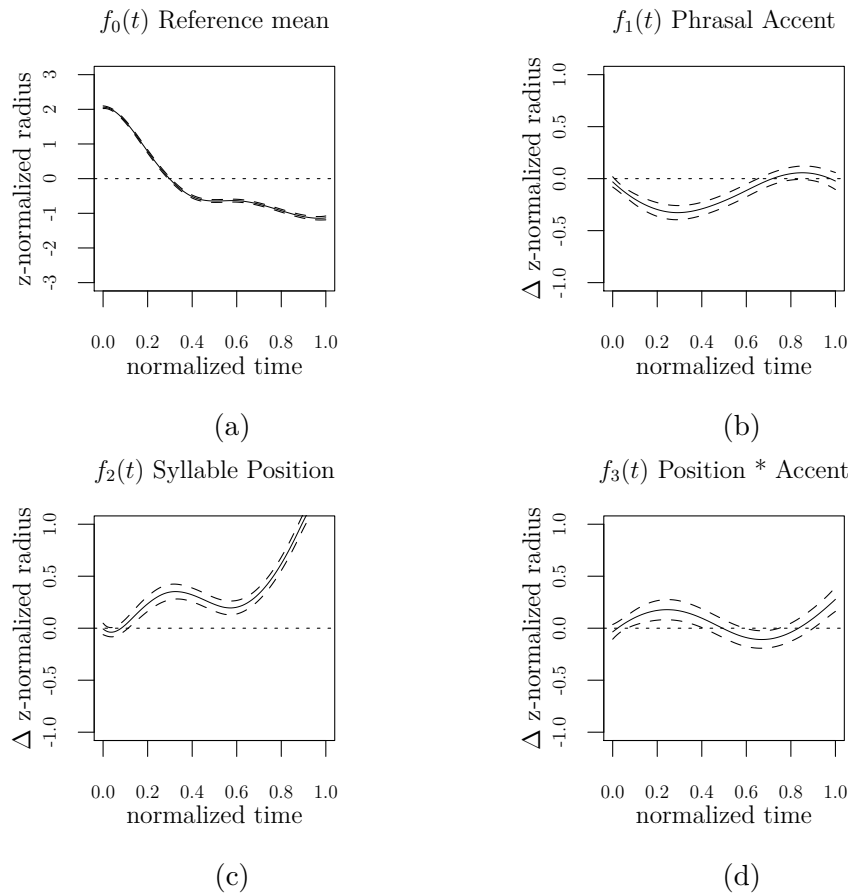 f₀(t) Reference mean
z-normalized radius
3
2
1
0
-1
-2
-3
0.0 0.2 0.4 0.6 0.8 1.0
normalized time
(a)
f₁(t) Phrasal Accent
Δ z-normalized radius
1.0
0.5
0.0
-0.5
-1.0
0.0 0.2 0.4 0.6 0.8 1.0
normalized time
(b)
f₂(t) Syllable Position
Δ z-normalized radius
1.0
0.5
0.0
-0.5
-1.0
0.0 0.2 0.4 0.6 0.8 1.0
normalized time
(c)
f₃(t) Position * Accent
Δ z-normalized radius
1.0
0.5
0.0
-0.5
-1.0
0.0 0.2 0.4 0.6 0.8 1.0
normalized time
(d)